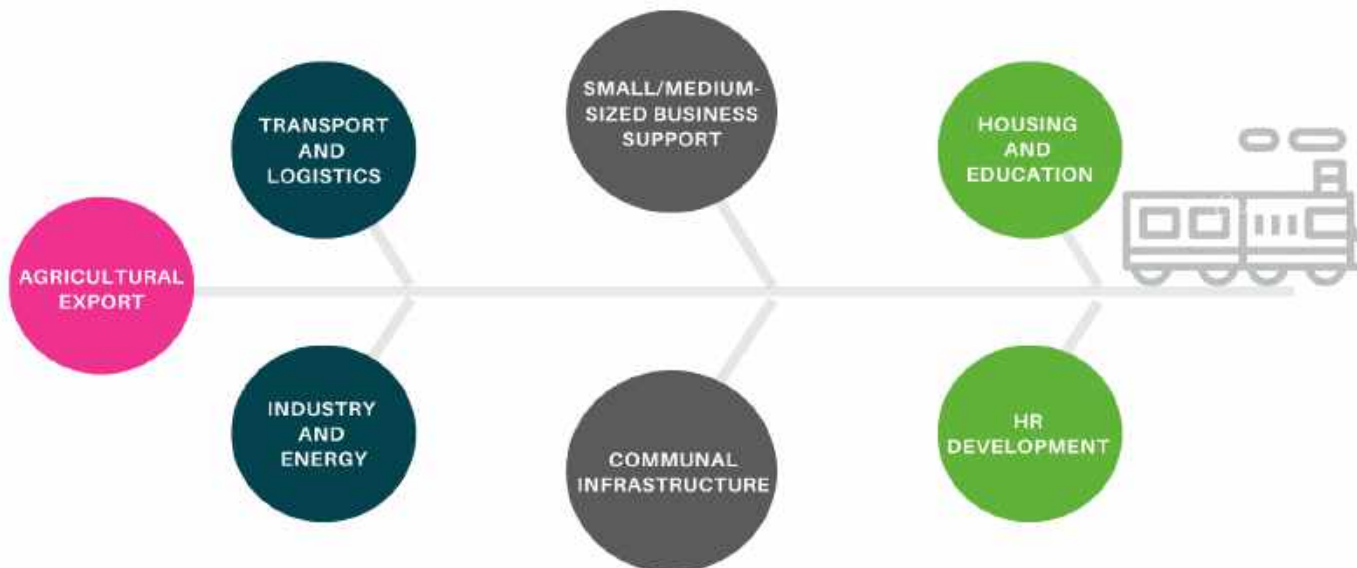 TRANSPORT
AND
LOGISTICS
SMALL/MEDIUM-
SIZED BUSINESS
SUPPORT
HOUSING
AND
EDUCATION
AGRICULTURAL
EXPORT
INDUSTRY
AND
ENERGY
COMMUNAL
INFRASTRUCTURE
HR
DEVELOPMENT